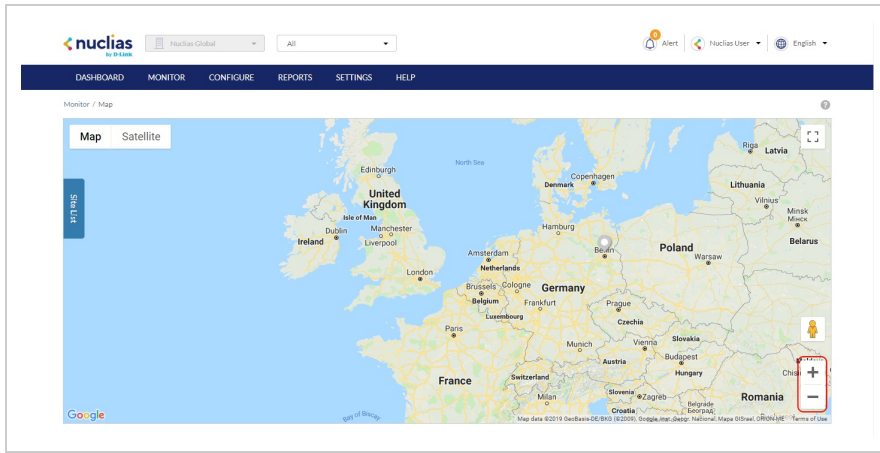 nuclias
by D-Link
Nuclias Global
All
0
Alert
Nuclias User
English
DASHBOARD MONITOR CONFIGURE REPORTS SETTINGS HELP
Monitor / Map
?
Map Satellite
Site List
North Sea
Edinburgh
United
Kingdom
Isle of Man
Dublin
Manchester
Ireland
Liverpool
London
Copenhagen
Denmark
Riga
Latvia
Lithuania
Vilnius
Minsk
Мінск
Belarus
Hamburg
Berlin
Poland
Warsaw
Amsterdam
Netherlands
Brussels
Cologne
Germany
Belgium
Frankfurt
Luxembourg
Prague
Czechia
Paris
Munich
Vienna
Slovakia
Austria
Budapest
Hungary
Switzerland
France
Milan
Slovenia
Zagreb
Croatia
Belgrade
Београд
Romania
Bay of Biscay
+
−
Google
Map data ©2019 GeoBasis-DE/BKG (©2009), Google, Inst. Geogr. Nacional, Mapa GISrael, ORION-ME
Terms of Use